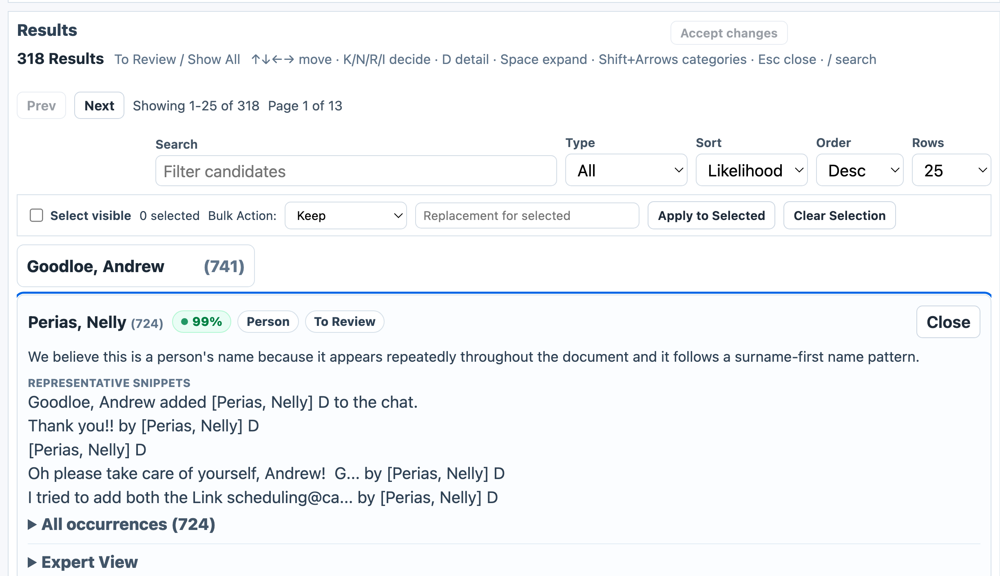 Results
Accept changes
318 Results To Review / Show All ↑↓←→ move · K/N/R/I decide · D detail · Space expand · Shift+Arrows categories · Esc close · / search
Prev Next Showing 1-25 of 318 Page 1 of 13
Search Type Sort Order Rows
Filter candidates All Likelihood Desc 25
Select visible 0 selected Bulk Action: Keep Replacement for selected Apply to Selected Clear Selection
Goodloe, Andrew (741)
Perias, Nelly (724) 99% Person To Review Close
We believe this is a person's name because it appears repeatedly throughout the document and it follows a surname-first name pattern.
REPRESENTATIVE SNIPPETS
Goodloe, Andrew added [Perias, Nelly] D to the chat.
Thank you!! by [Perias, Nelly] D
[Perias, Nelly] D
Oh please take care of yourself, Andrew!  G... by [Perias, Nelly] D
I tried to add both the Link scheduling@ca... by [Perias, Nelly] D
All occurrences (724)
Expert View